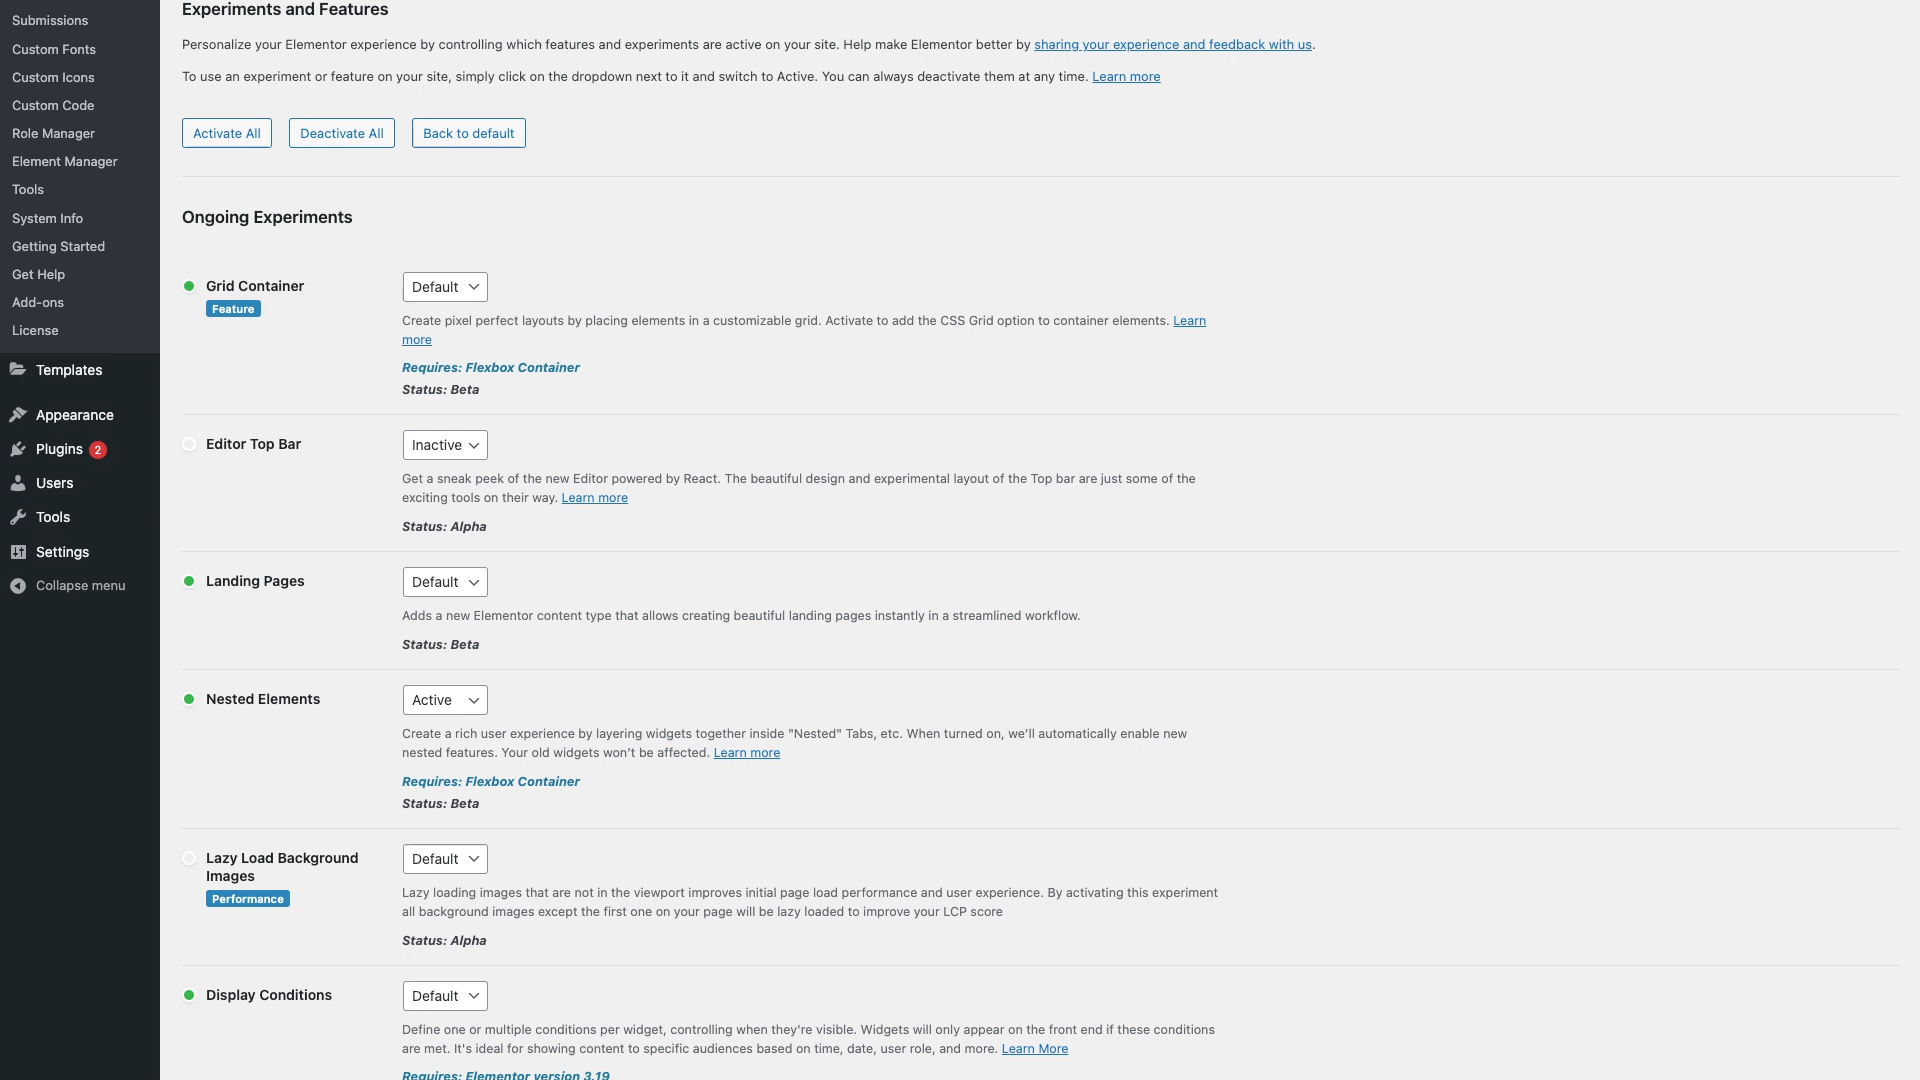 Submissions
Custom Fonts
Custom Icons
Custom Code
Role Manager
Element Manager
Tools
System Info
Getting Started
Get Help
Add-ons
License
Templates
Appearance
Plugins 2
Users
Tools
Settings
Collapse menu
Experiments and Features
Personalize your Elementor experience by controlling which features and experiments are active on your site. Help make Elementor better by sharing your experience and feedback with us.
To use an experiment or feature on your site, simply click on the dropdown next to it and switch to Active. You can always deactivate them at any time. Learn more
Activate All Deactivate All Back to default
Ongoing Experiments
Grid Container Default
Feature
Create pixel perfect layouts by placing elements in a customizable grid. Activate to add the CSS Grid option to container elements. Learn
more
Requires: Flexbox Container
Status: Beta
Editor Top Bar Inactive
Get a sneak peek of the new Editor powered by React. The beautiful design and experimental layout of the Top bar are just some of the
exciting tools on their way. Learn more
Status: Alpha
Landing Pages Default
Adds a new Elementor content type that allows creating beautiful landing pages instantly in a streamlined workflow.
Status: Beta
Nested Elements Active
Create a rich user experience by layering widgets together inside "Nested" Tabs, etc. When turned on, we’ll automatically enable new
nested features. Your old widgets won’t be affected. Learn more
Requires: Flexbox Container
Status: Beta
Lazy Load Background Default
Images
Performance
Lazy loading images that are not in the viewport improves initial page load performance and user experience. By activating this experiment
all background images except the first one on your page will be lazy loaded to improve your LCP score
Status: Alpha
Display Conditions Default
Define one or multiple conditions per widget, controlling when they're visible. Widgets will only appear on the front end if these conditions
are met. It's ideal for showing content to specific audiences based on time, date, user role, and more. Learn More
Requires: Elementor version 3.19